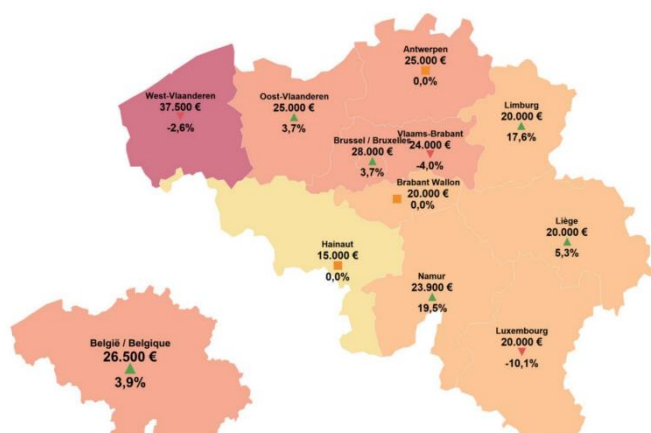 Antwerpen
25.000 €
0,0%
West-Vlaanderen
37.500 €
-2,6%
Oost-Vlaanderen
25.000 €
3,7%
Limburg
20.000 €
17,6%
Brussel / Bruxelles
28.000 €
3,7%
Vlaams-Brabant
24.000 €
-4,0%
Brabant Wallon
20.000 €
0,0%
Liège
20.000 €
5,3%
Hainaut
15.000 €
0,0%
Namur
23.900 €
19,5%
Luxembourg
20.000 €
-10,1%
België / Belgique
26.500 €
3,9%